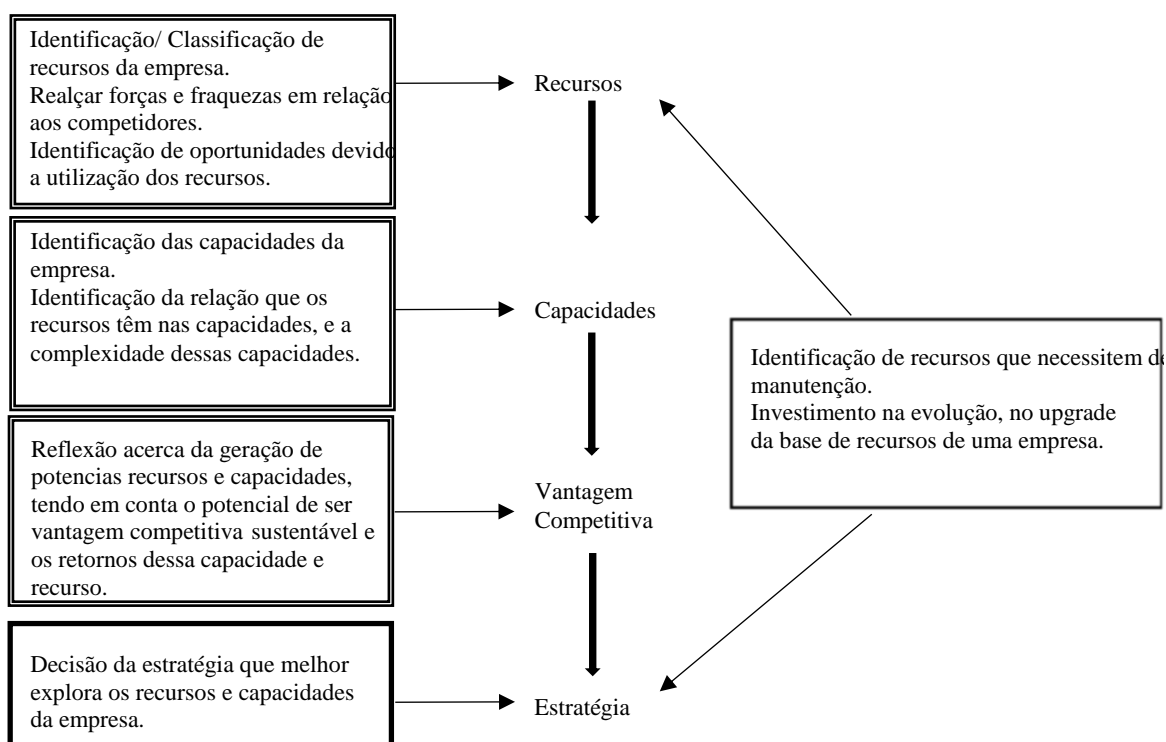 Identificação/ Classificação de
recursos da empresa.
Realçar forças e fraquezas em relação
aos competidores.
Identificação de oportunidades devido
a utilização dos recursos.
Recursos
Identificação das capacidades da
empresa.
Identificação da relação que os
recursos têm nas capacidades, e a
complexidade dessas capacidades.
Capacidades
Identificação de recursos que necessitem de
manutenção.
Investimento na evolução, no upgrade
da base de recursos de uma empresa.
Reflexão acerca da geração de
potencias recursos e capacidades,
tendo em conta o potencial de ser
vantagem competitiva sustentável e
os retornos dessa capacidade e
recurso.
Vantagem
Competitiva
Decisão da estratégia que melhor
explora os recursos e capacidades
da empresa.
Estratégia